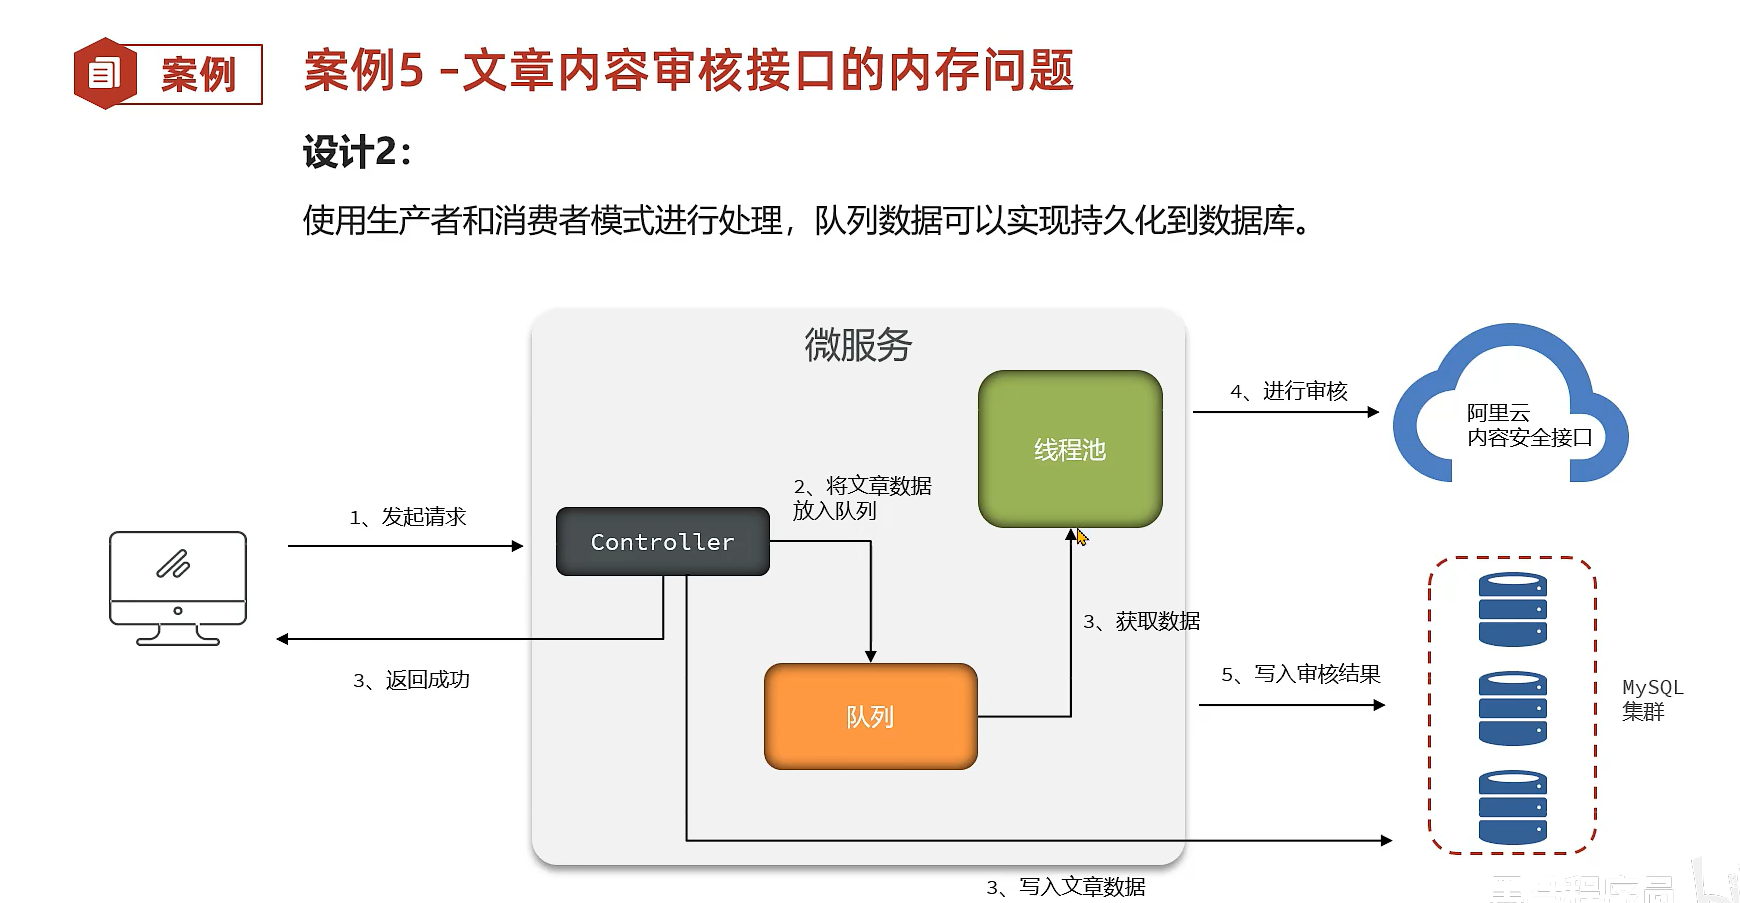 案例
案例5 -文章内容审核接口的内存问题
设计2：
使用生产者和消费者模式进行处理，队列数据可以实现持久化到数据库。
微服务
4、进行审核
阿里云
内容安全接口
线程池
2、将文章数据
放入队列
1、发起请求
Controller
3、获取数据
3、返回成功
5、写入审核结果
MySQL
集群
队列
3、写入文章数据